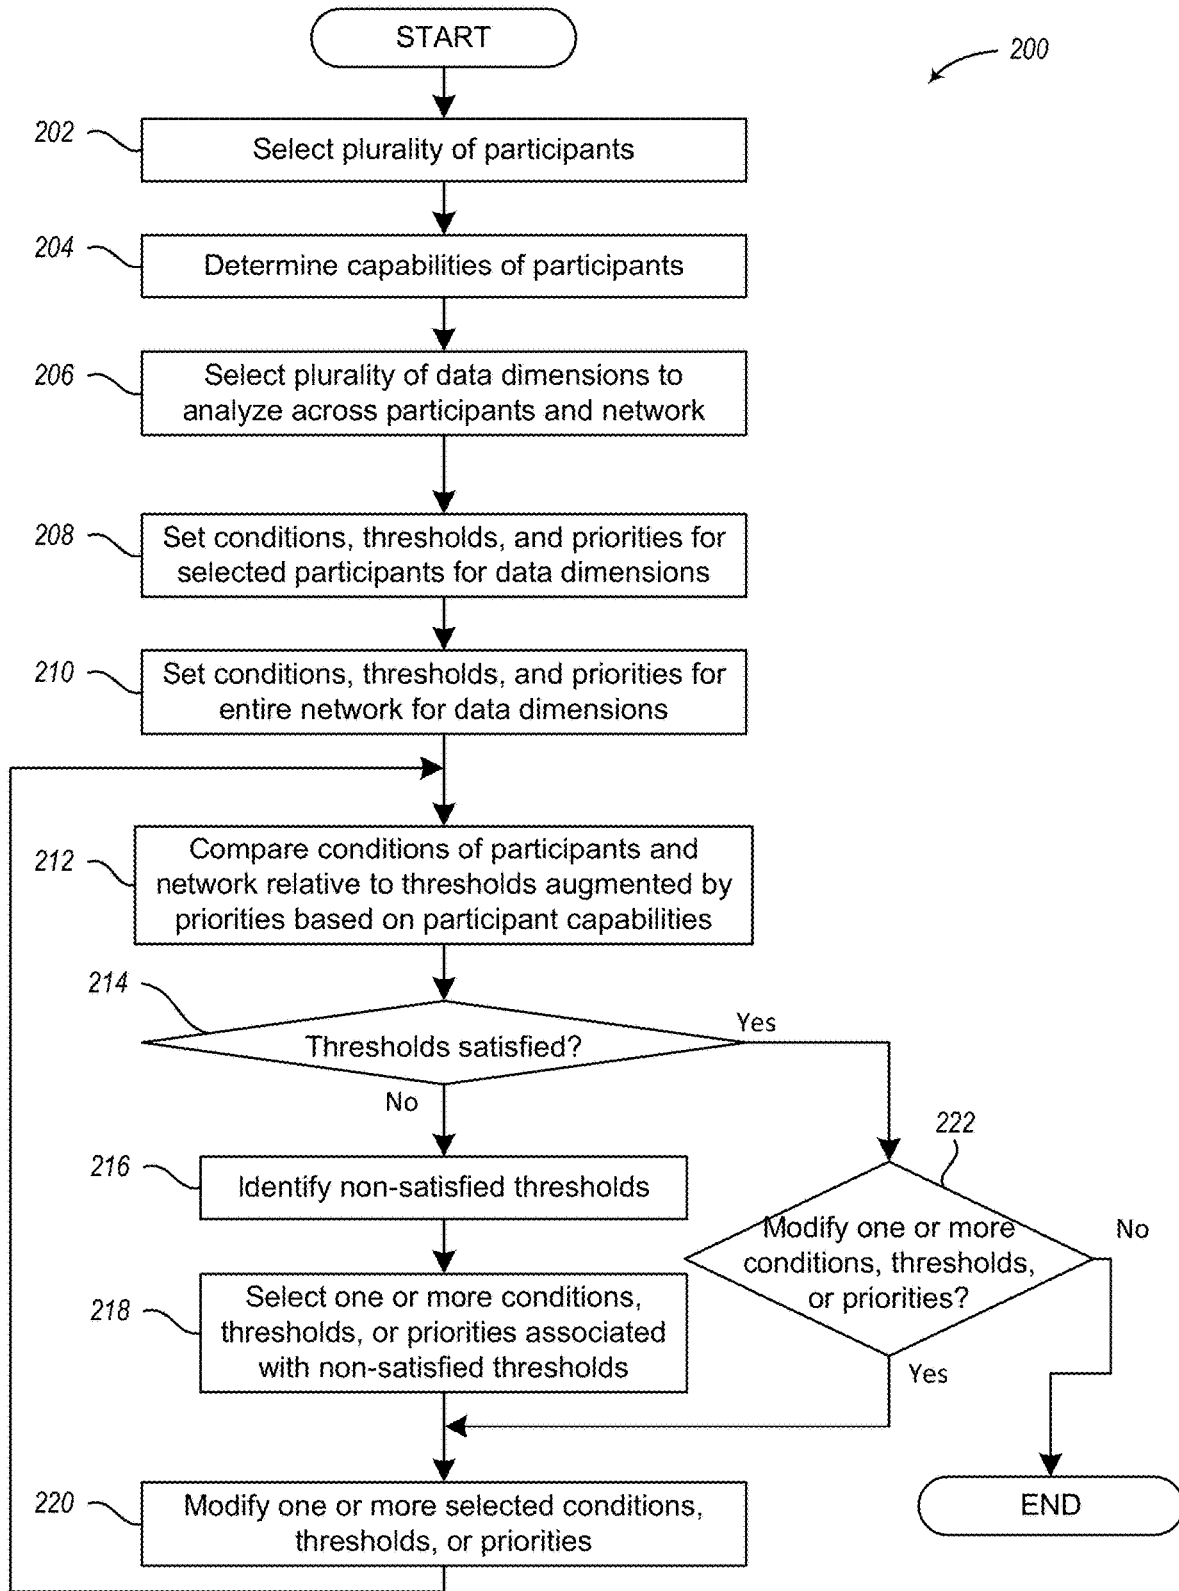 START
200
202
Select plurality of participants
204
Determine capabilities of participants
206
Select plurality of data dimensions to
analyze across participants and network
208
Set conditions, thresholds, and priorities for
selected participants for data dimensions
210
Set conditions, thresholds, and priorities for
entire network for data dimensions
212
Compare conditions of participants and
network relative to thresholds augmented by
priorities based on participant capabilities
214
Thresholds satisfied?
Yes
No
216
Identify non-satisfied thresholds
222
Modify one or more
conditions, thresholds,
or priorities?
No
Yes
218
Select one or more conditions,
thresholds, or priorities associated
with non-satisfied thresholds
220
Modify one or more selected conditions,
thresholds, or priorities
END